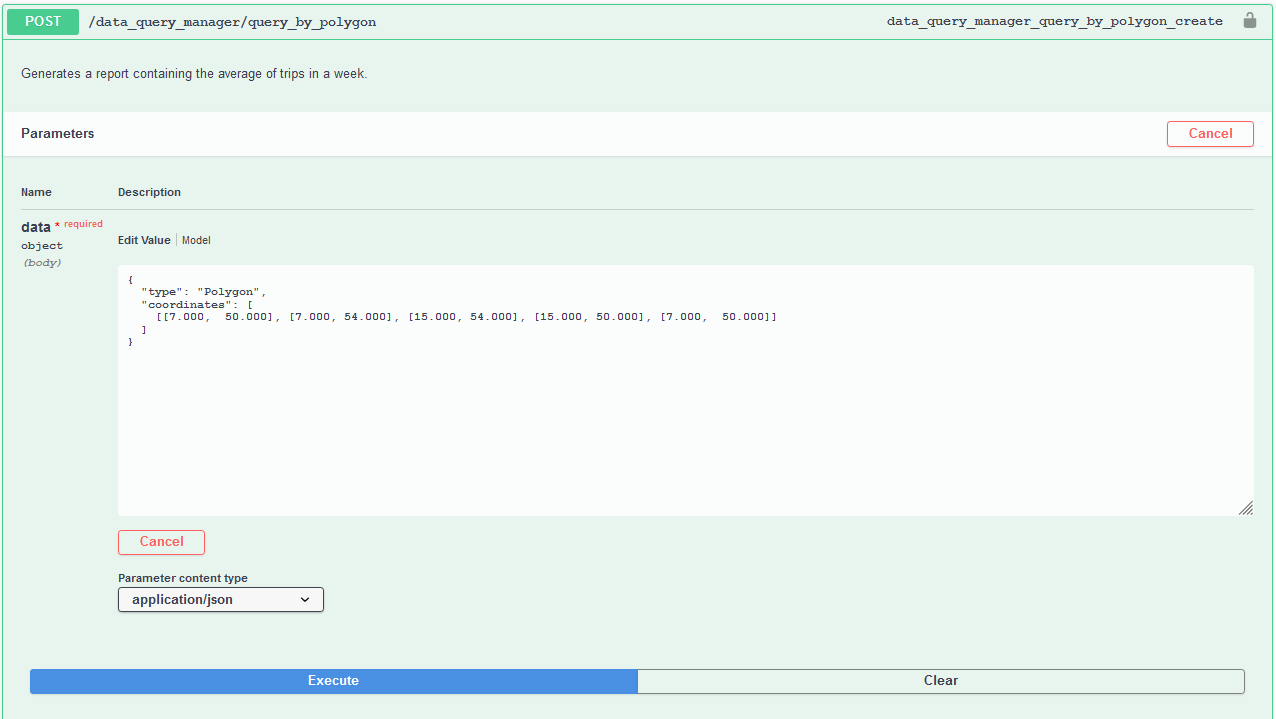 POST /data_query_manager/query_by_polygon data_query_manager_query_by_polygon_create
Generates a report containing the average of trips in a week.
Parameters Cancel
Name Description
data * required
object
(body)
Edit Value | Model
{
  "type": "Polygon",
  "coordinates": [
    [[7.000,  50.000], [7.000, 54.000], [15.000, 54.000], [15.000, 50.000], [7.000,  50.000]]
  ]
}
Cancel
Parameter content type
application/json
Execute Clear